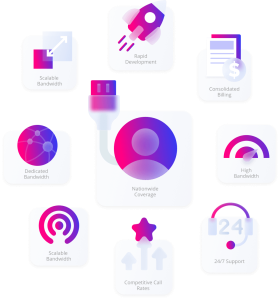 Rapid
Development
Scalable
Bandwidth
Consolidated
Billing
$
Dedicated
Bandwidth
Nationwide
Coverage
High
Bandwidth
Scalable
Bandwidth
24
24/7 Support
Competitive Call
Rates